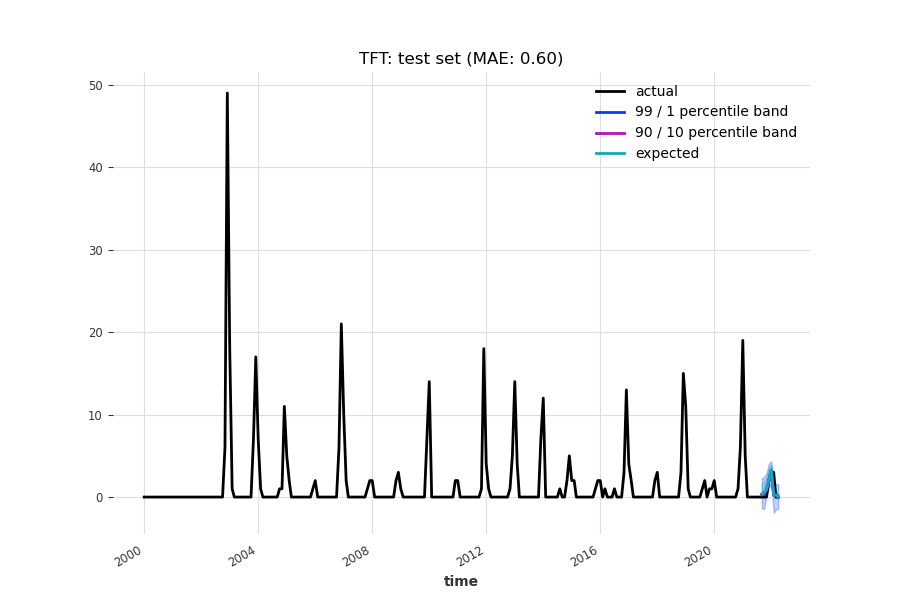 TFT: test set (MAE: 0.60)
actual
99 / 1 percentile band
90 / 10 percentile band
expected
50
40
30
20
10
0
2000
2004
2008
2012
2016
2020
time